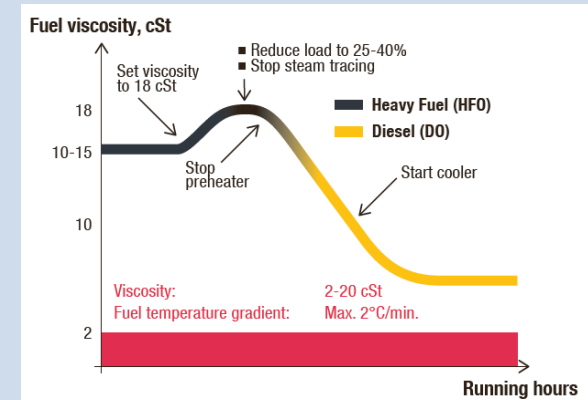 Fuel viscosity, cSt
■ Reduce load to 25-40%
■ Stop steam tracing
Set viscosity
to 18 cSt
18
Heavy Fuel (HFO)
Diesel (DO)
10-15
Stop
preheater
Start cooler
10
Viscosity: 2-20 cSt
Fuel temperature gradient: Max. 2°C/min.
2
Running hours